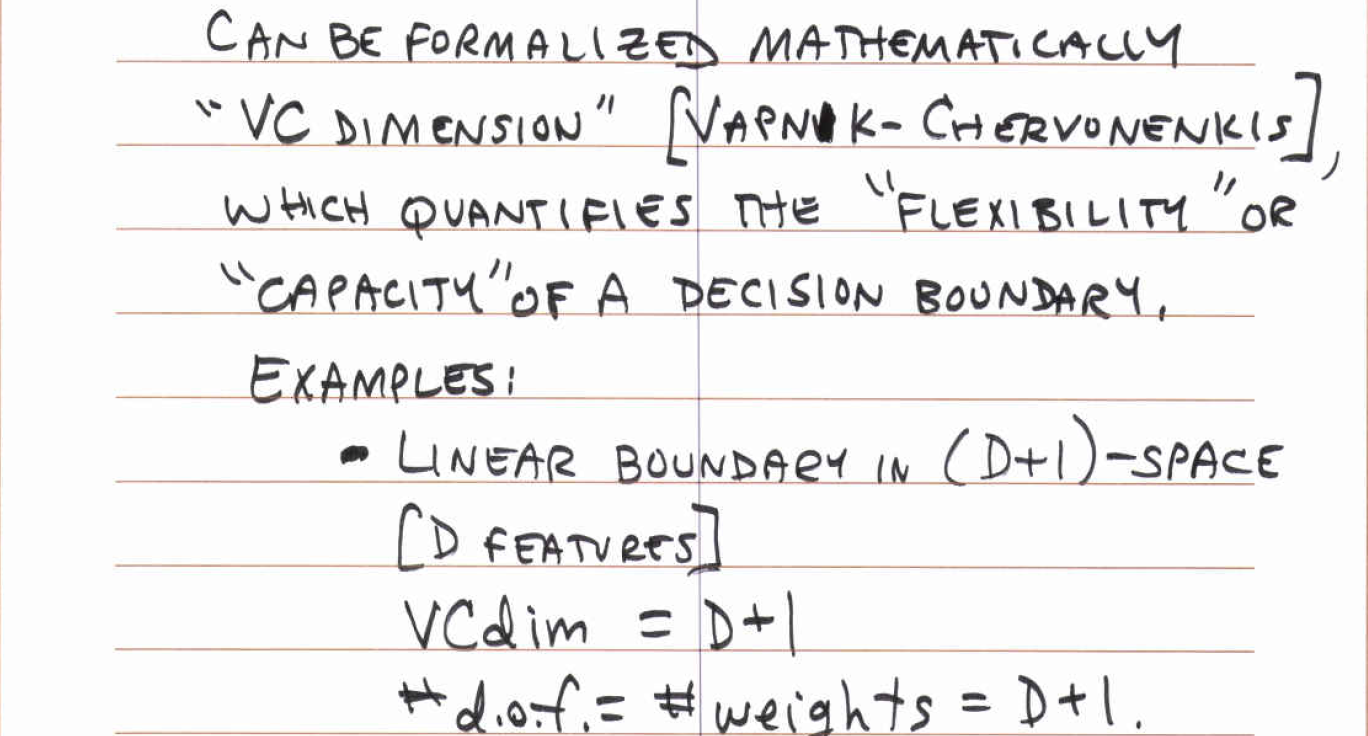 CAN BE FORMALIZED MATHEMATICALLY
"VC DIMENSION" [VAPNIK-CHERVONENKIS],
WHICH QUANTIFIES THE "FLEXIBILITY" OR
"CAPACITY" OF A DECISION BOUNDARY.
EXAMPLES:
• LINEAR BOUNDARY IN (D+1)-SPACE
[D FEATURES]
VCdim = D+1
# d.o.f. = # weights = D+1.